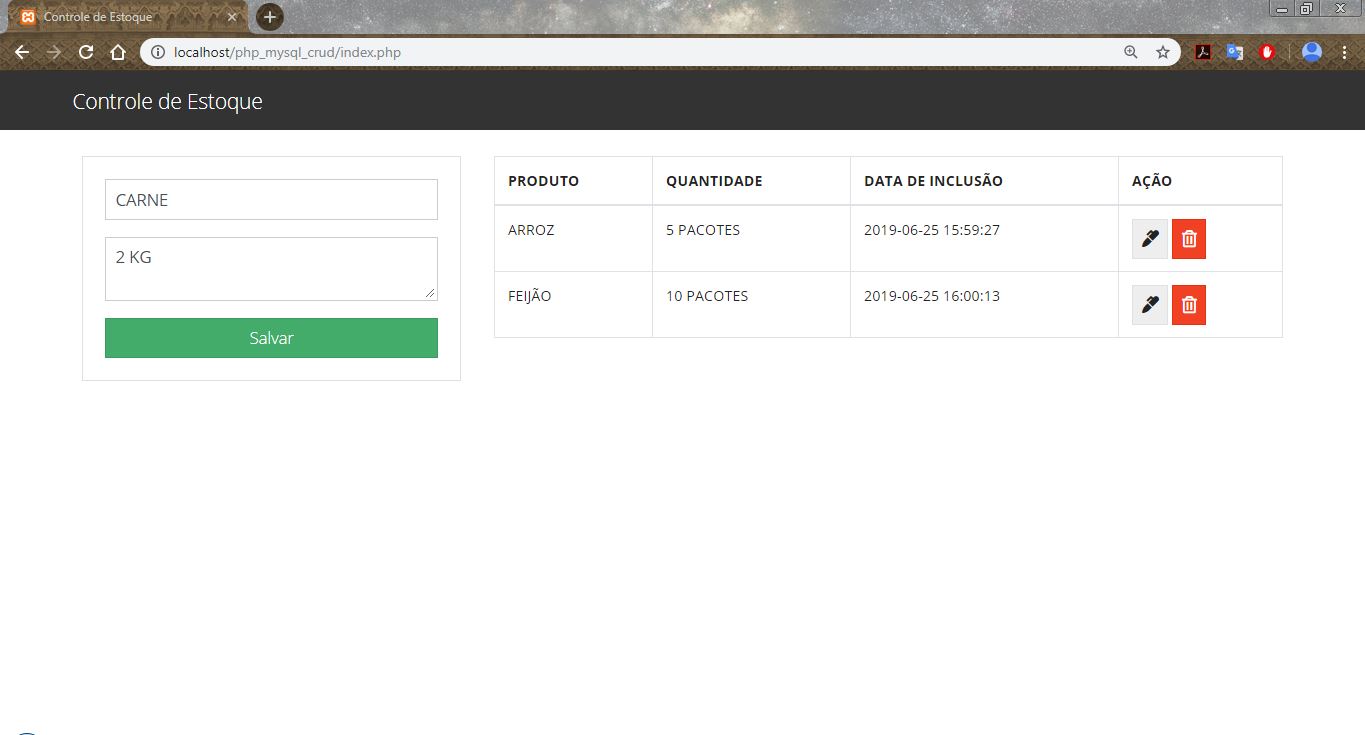 Controle de Estoque
localhost/php_mysql_crud/index.php
Controle de Estoque
CARNE
2 KG
Salvar
PRODUTO QUANTIDADE DATA DE INCLUSÃO AÇÃO
ARROZ 5 PACOTES 2019-06-25 15:59:27
FEIJÃO 10 PACOTES 2019-06-25 16:00:13